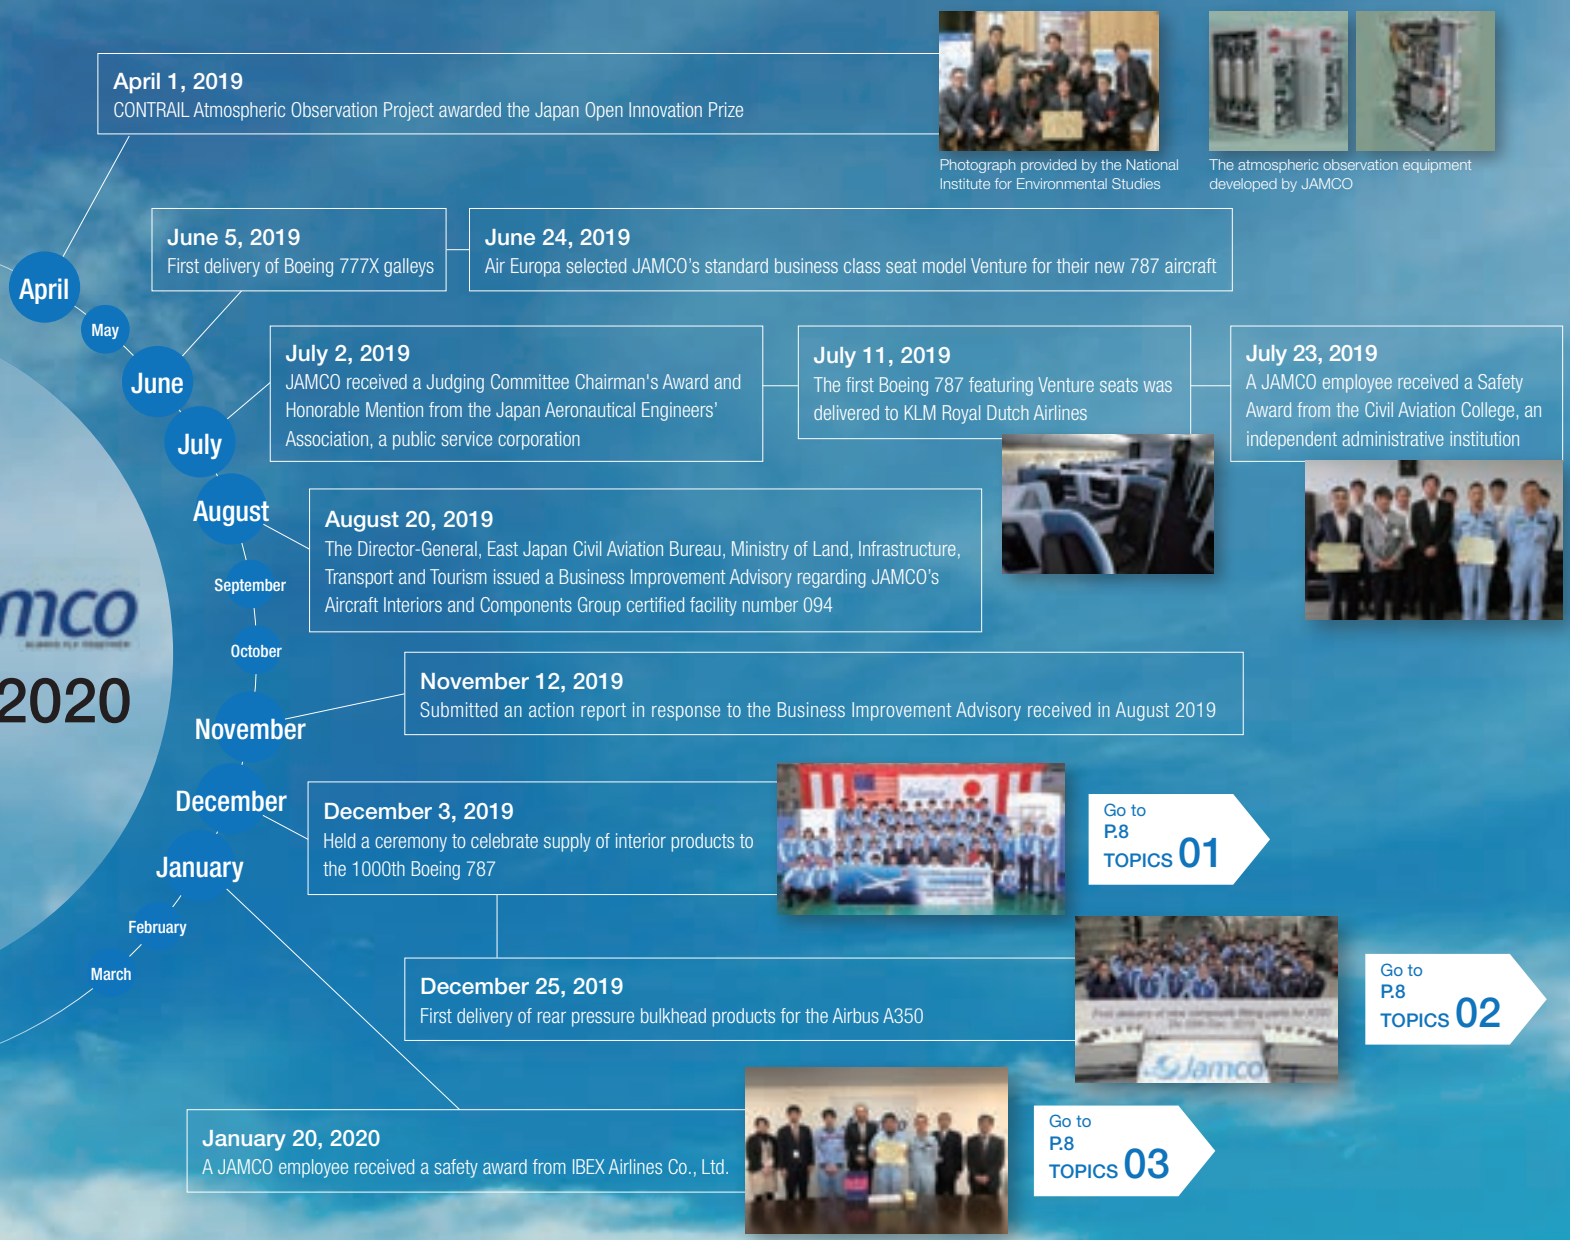 April 1, 2019
CONTRAIL Atmospheric Observation Project awarded the Japan Open Innovation Prize
Photograph provided by the National
Institute for Environmental Studies
The atmospheric observation equipment
developed by JAMCO
June 5, 2019
First delivery of Boeing 777X galleys
June 24, 2019
Air Europa selected JAMCO's standard business class seat model Venture for their new 787 aircraft
April
May
June
July
August
September
October
November
December
January
February
March
July 2, 2019
JAMCO received a Judging Committee Chairman's Award and
Honorable Mention from the Japan Aeronautical Engineers'
Association, a public service corporation
July 11, 2019
The first Boeing 787 featuring Venture seats was
delivered to KLM Royal Dutch Airlines
July 23, 2019
A JAMCO employee received a Safety
Award from the Civil Aviation College, an
independent administrative institution
August 20, 2019
The Director-General, East Japan Civil Aviation Bureau, Ministry of Land, Infrastructure,
Transport and Tourism issued a Business Improvement Advisory regarding JAMCO's
Aircraft Interiors and Components Group certified facility number 094
mco
ALWAYS FLY TOGETHER
2020
November 12, 2019
Submitted an action report in response to the Business Improvement Advisory received in August 2019
December 3, 2019
Held a ceremony to celebrate supply of interior products to
the 1000th Boeing 787
Go to
P.8
TOPICS 01
December 25, 2019
First delivery of rear pressure bulkhead products for the Airbus A350
Jamco
Go to
P.8
TOPICS 02
January 20, 2020
A JAMCO employee received a safety award from IBEX Airlines Co., Ltd.
Go to
P.8
TOPICS 03